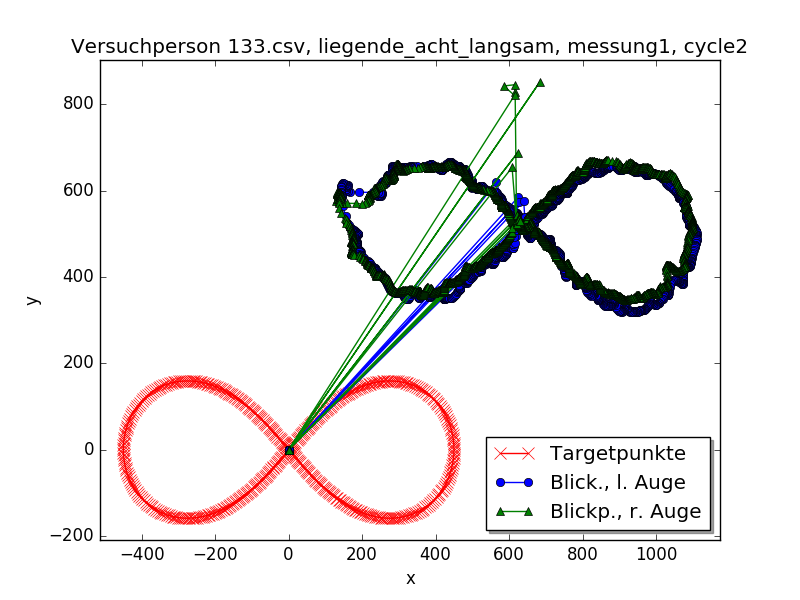 Versuchperson 133.csv, liegende_acht_langsam, messung1, cycle2
800
600
400
200
0
−200
y
−400
−200
0
200
400
600
800
1000
x
Targetpunkte
Blick., l. Auge
Blickp., r. Auge